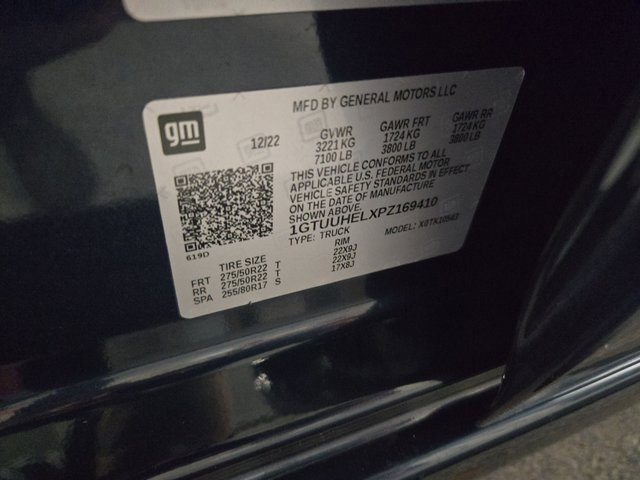 MFD BY GENERAL MOTORS LLC
gm
12/22
GVWR GAWR FRT GAWR RR
3221 KG 1724 KG 1724 KG
7100 LB 3800 LB 3800 LB
THIS VEHICLE CONFORMS TO ALL
APPLICABLE U.S. FEDERAL MOTOR
VEHICLE SAFETY STANDARDS IN EFFECT
ON THE DATE OF MANUFACTURE
SHOWN ABOVE.
1GTUUHELXPZ169410
TYPE: TRUCK MODEL: X0TK10543
619D
TIRE SIZE RIM
FRT 275/50R22 T 22X9J
RR 275/50R22 T 22X9J
SPA 255/80R17 S 17X8J